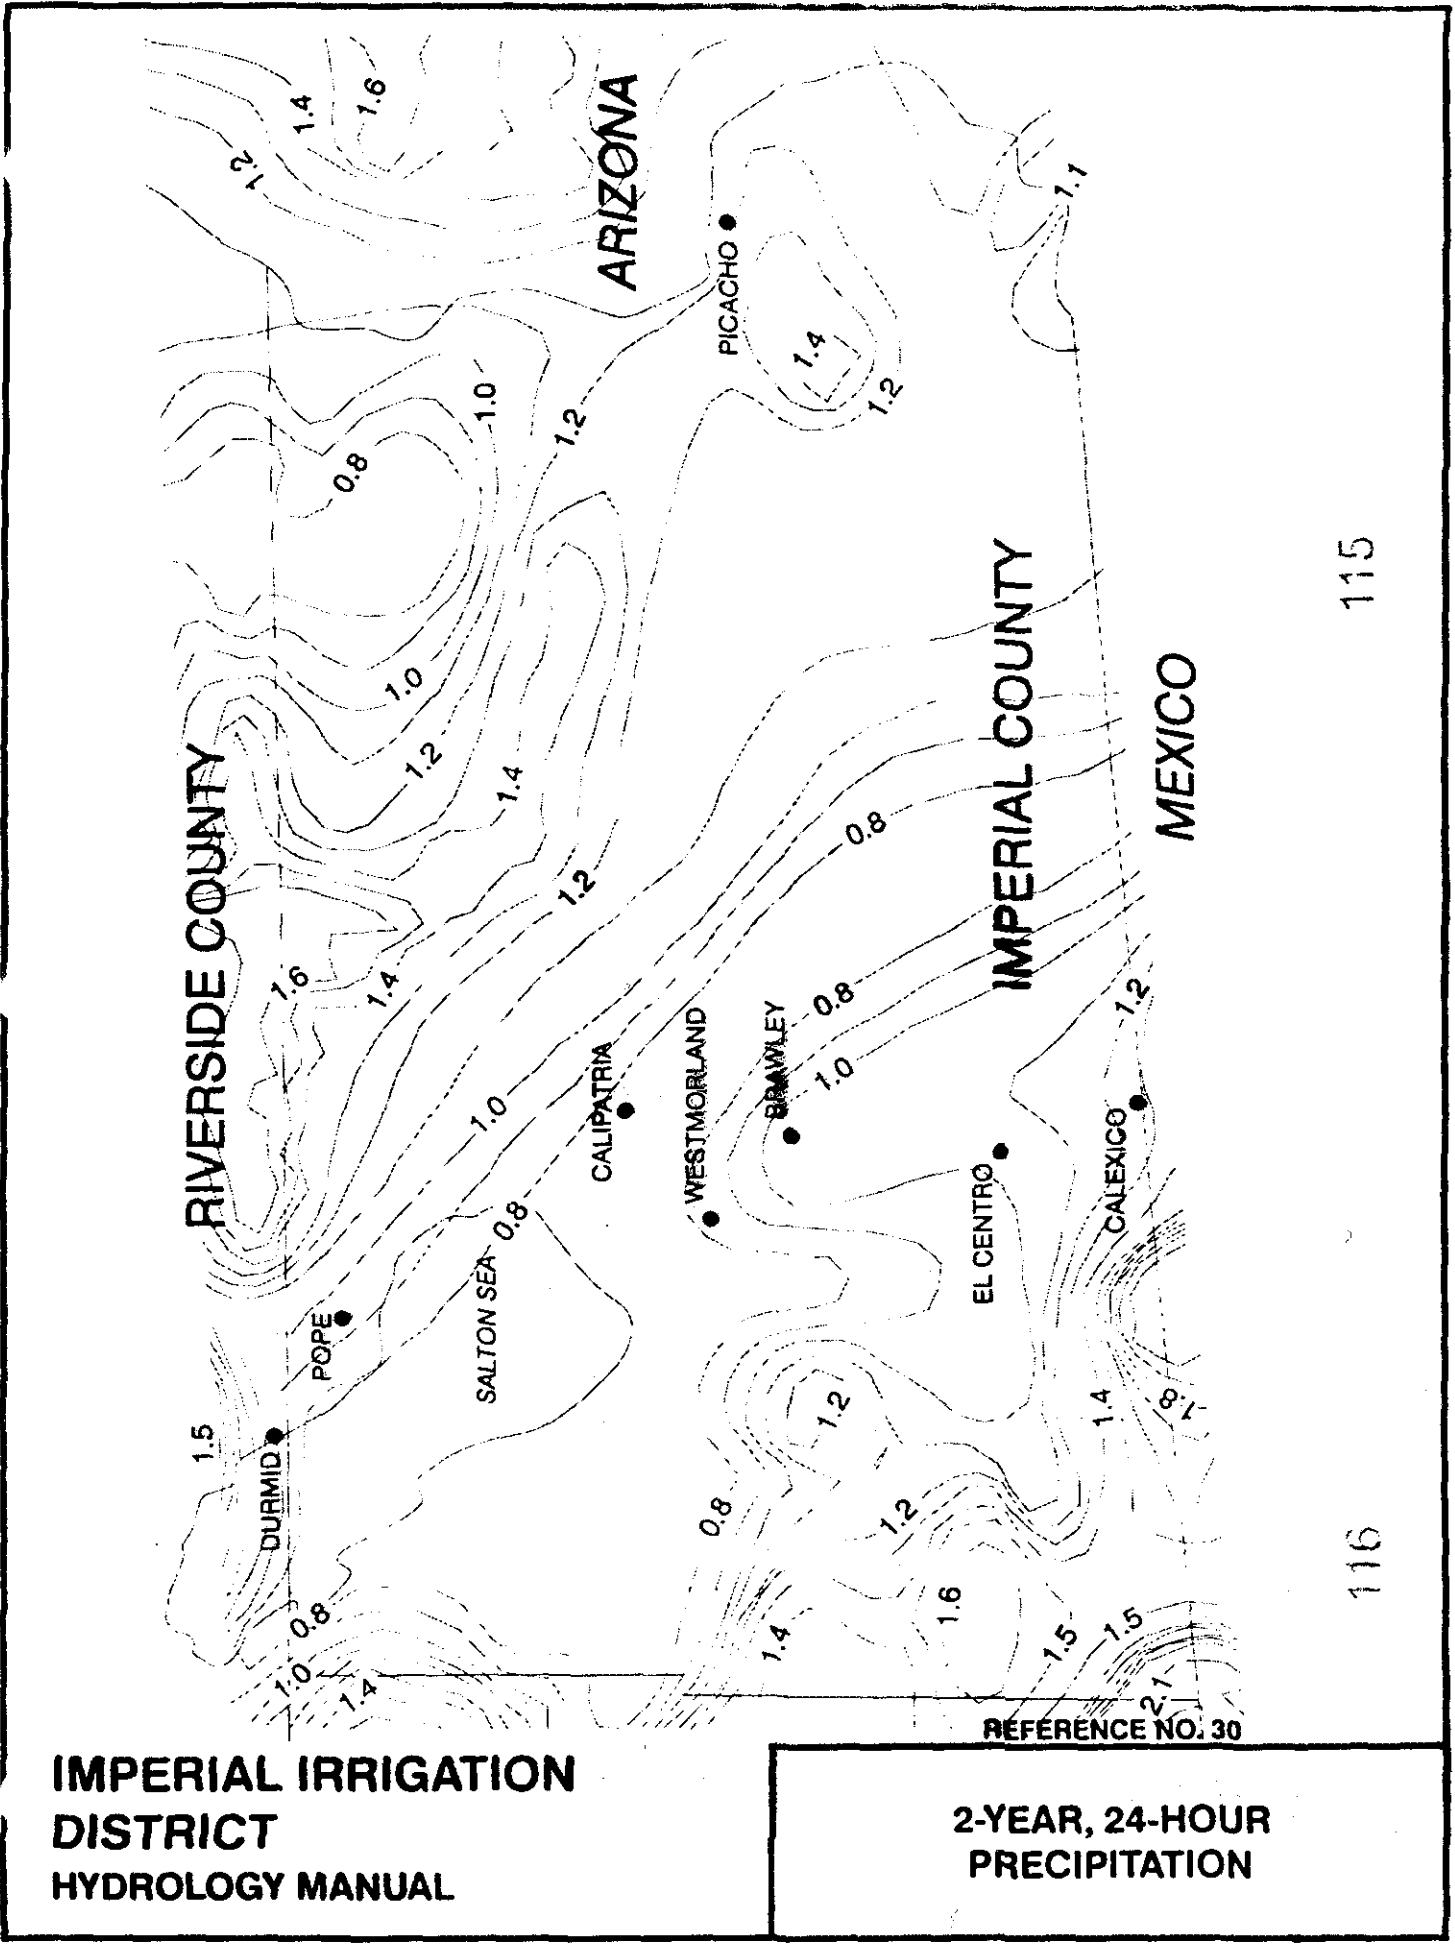 1.4
1.6
1.2
ARIZONA
1.1
PICACHO
1.4
1.2
1.0
1.2
0.8
RIVERSIDE COUNTY
1.0
1.2
1.4
0.8
IMPERIAL COUNTY
MEXICO
115
1.2
1.6
1.4
0.8
1.0
1.2
CALIPATRIA
WESTMORLAND
BRAWLEY
1.0
0.8
EL CENTRO
CALEXICO
POPE
SALTON SEA
1.5
DURMID
1.2
1.4
1.8
0.8
1.2
116
0.8
1.0
1.4
1.4
1.6
1.5
1.5
2.1
REFERENCE NO. 30
IMPERIAL IRRIGATION
DISTRICT
HYDROLOGY MANUAL
2-YEAR, 24-HOUR
PRECIPITATION